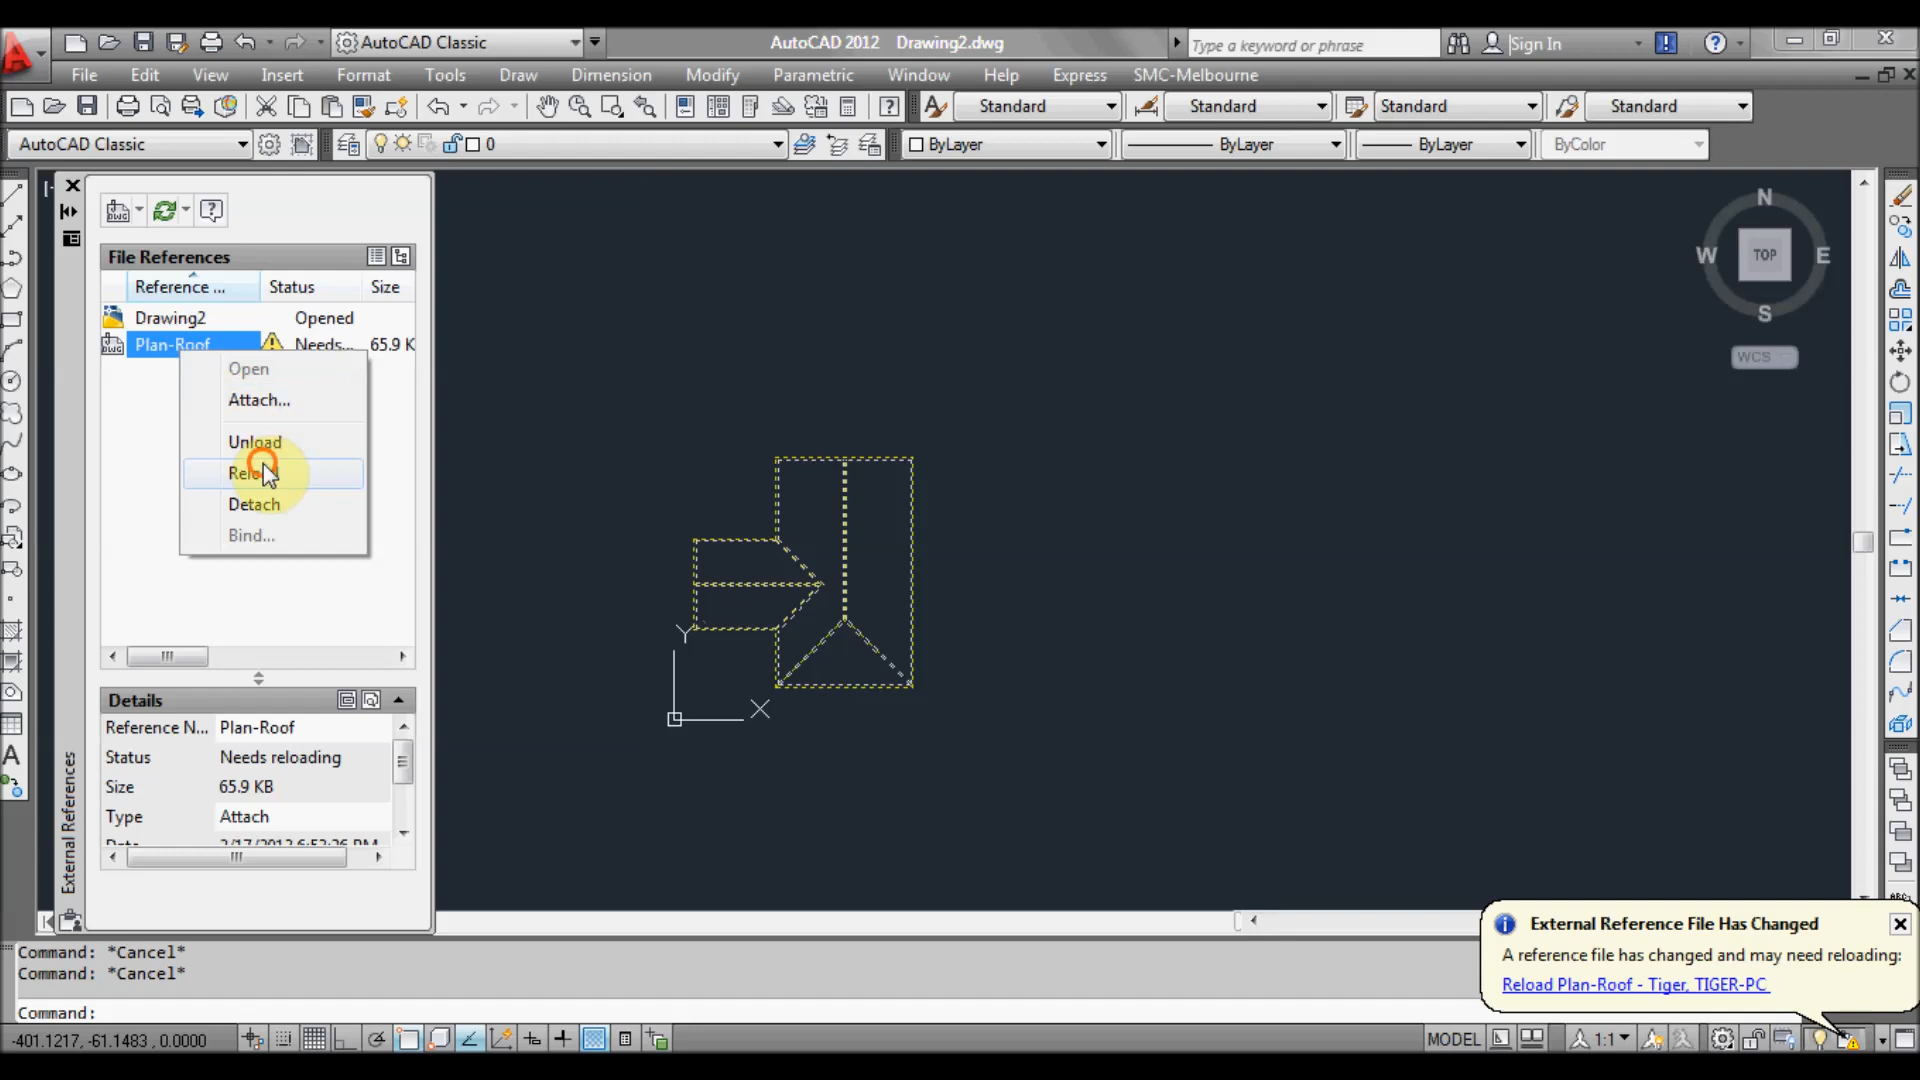 AutoCAD Classic
AutoCAD 2012 Drawing2.dwg
Type a keyword or phrase
Sign In
File Edit View Insert Format Tools Draw Dimension Modify Parametric Window Help Express SMC-Melbourne
Standard Standard Standard Standard
AutoCAD Classic 0 ByLayer ByLayer ByLayer ByColor
File References
Reference ... Status Size
Drawing2 Opened
Plan-Roof Needs... 65.9 K
Open
Attach...
Unload
Reload
Detach
Bind...
N
W TOP E
S
WCS
Y
X
Details
Reference N... Plan-Roof
Status Needs reloading
Size 65.9 KB
Type Attach
External References
Command: *Cancel*
Command: *Cancel*
Command:
External Reference File Has Changed
A reference file has changed and may need reloading:
Reload Plan-Roof - Tiger, TIGER-PC
-401.1217, -61.1483 , 0.0000
MODEL 1:1